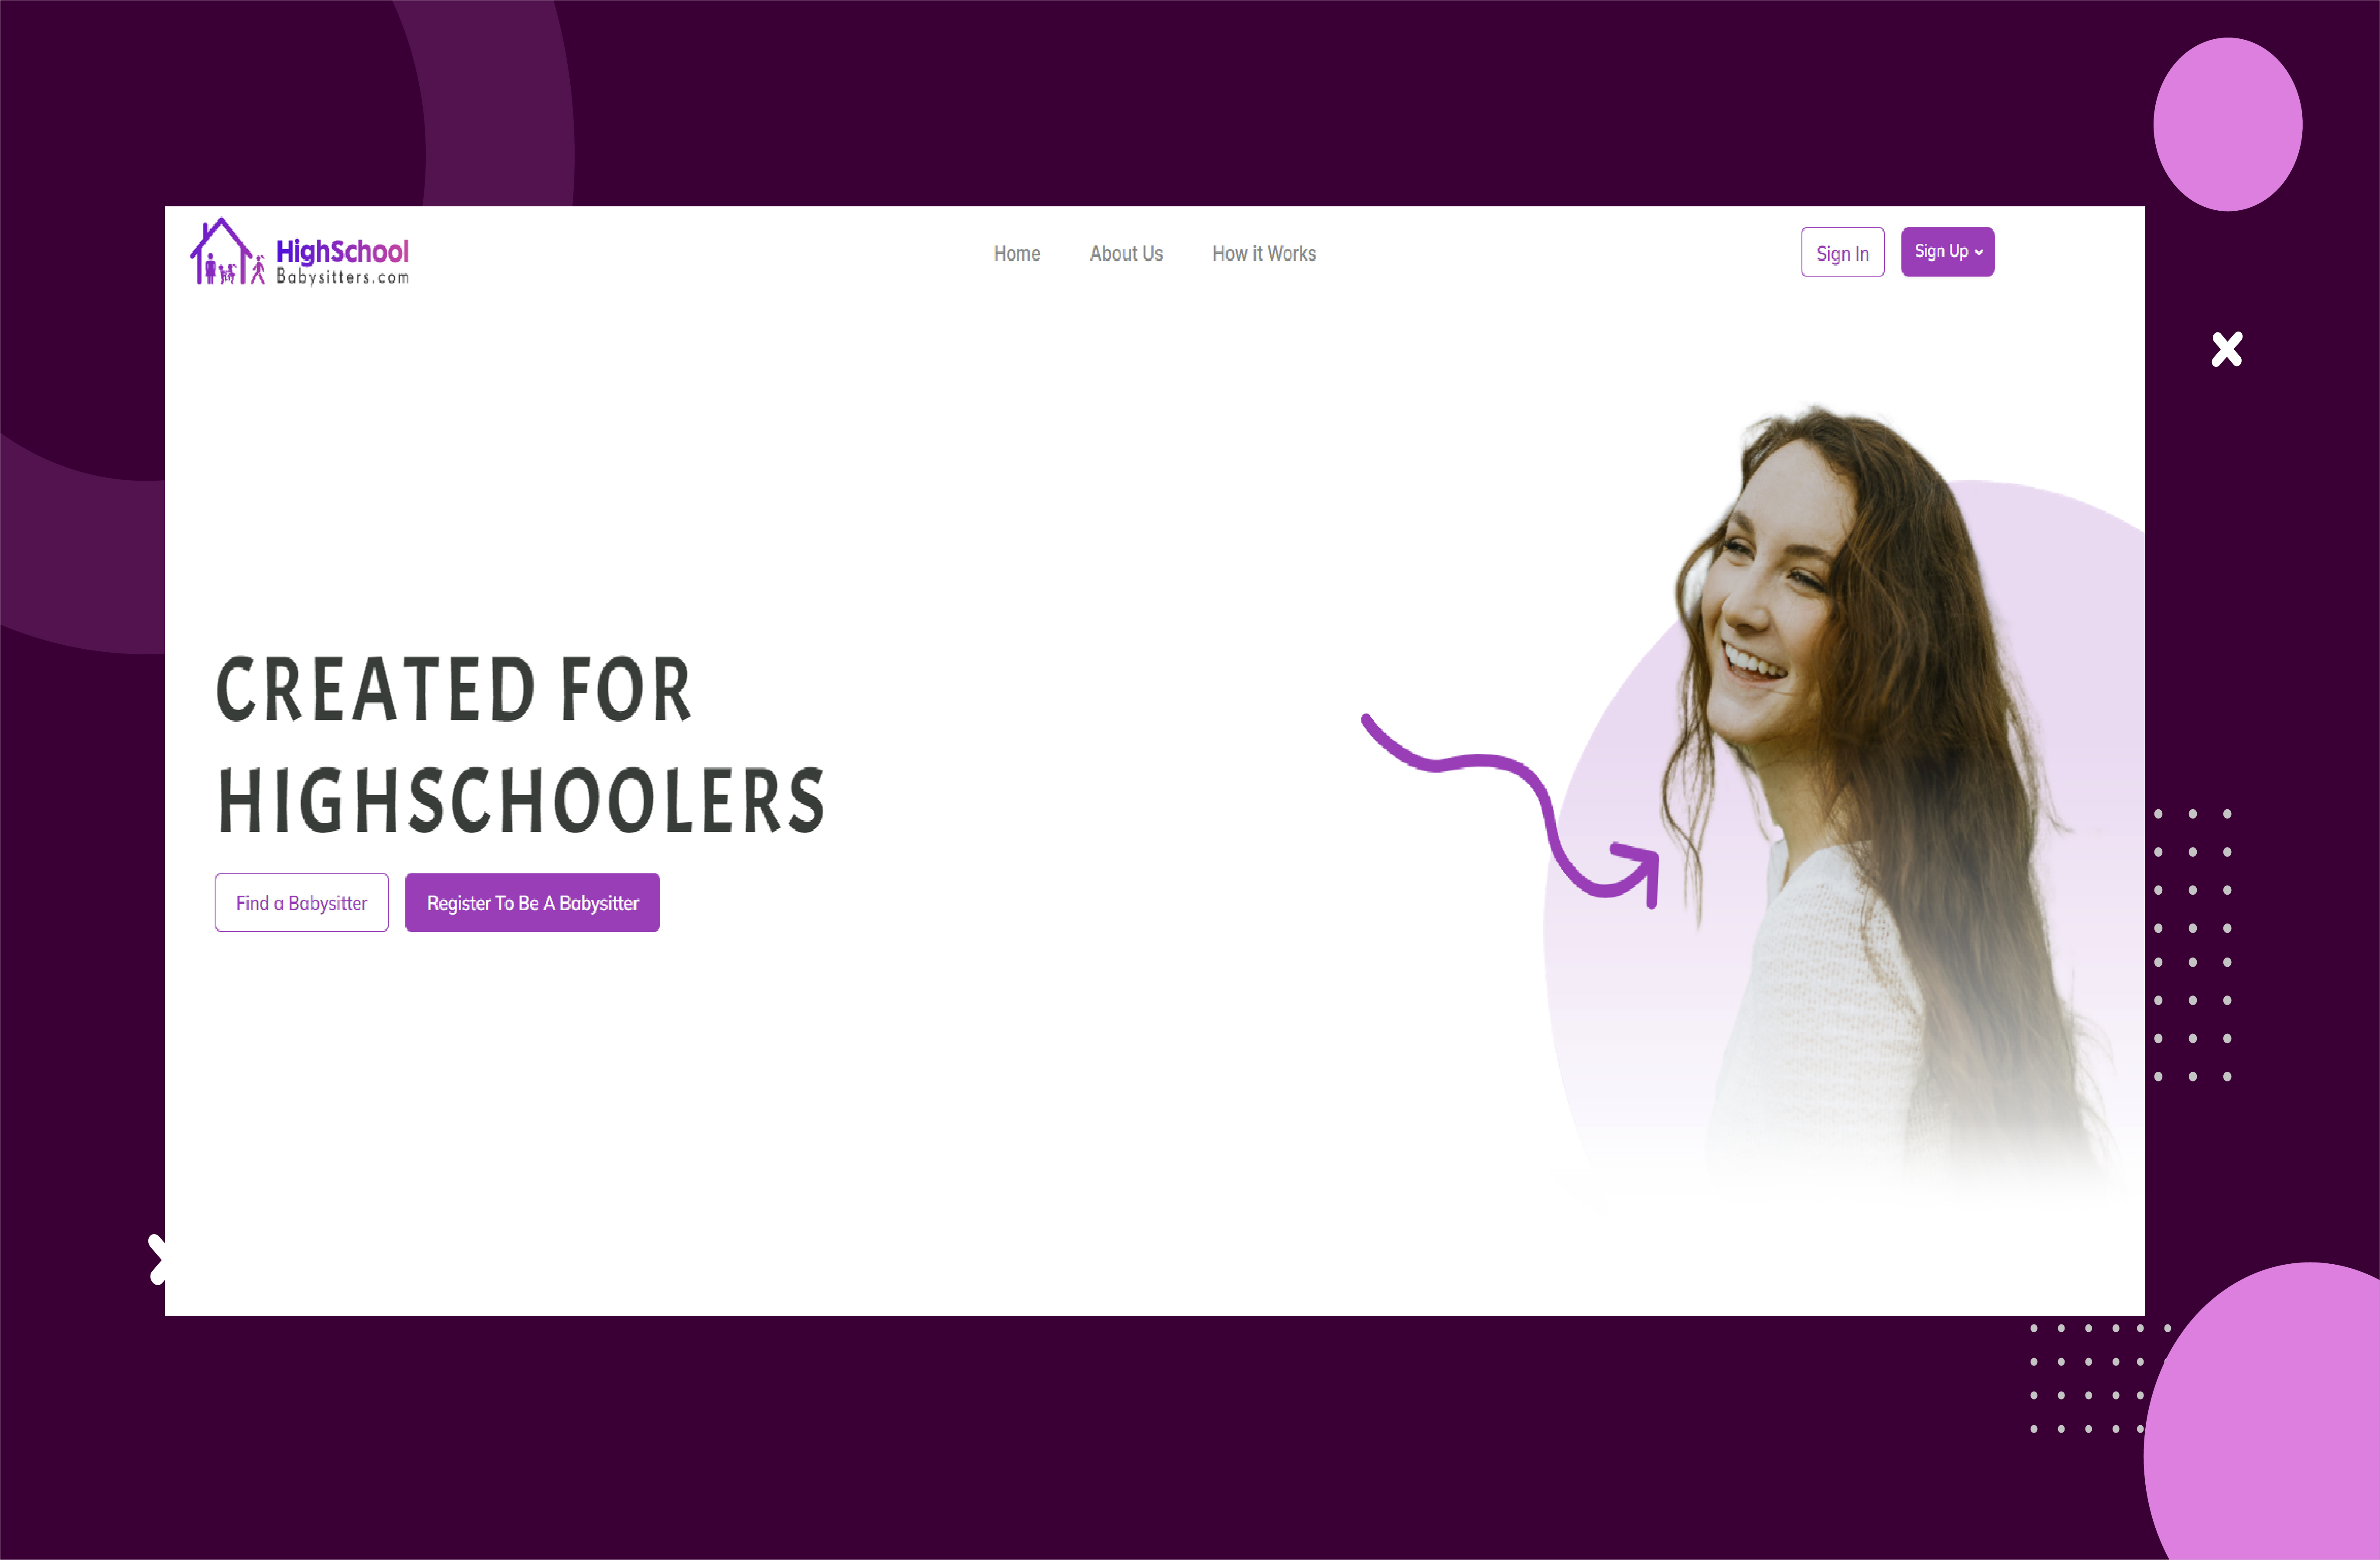 HighSchool
Babysitters.com
Home
About Us
How it Works
Sign In
Sign Up
CREATED FOR
HIGHSCHOOLERS
Find a Babysitter
Register To Be A Babysitter